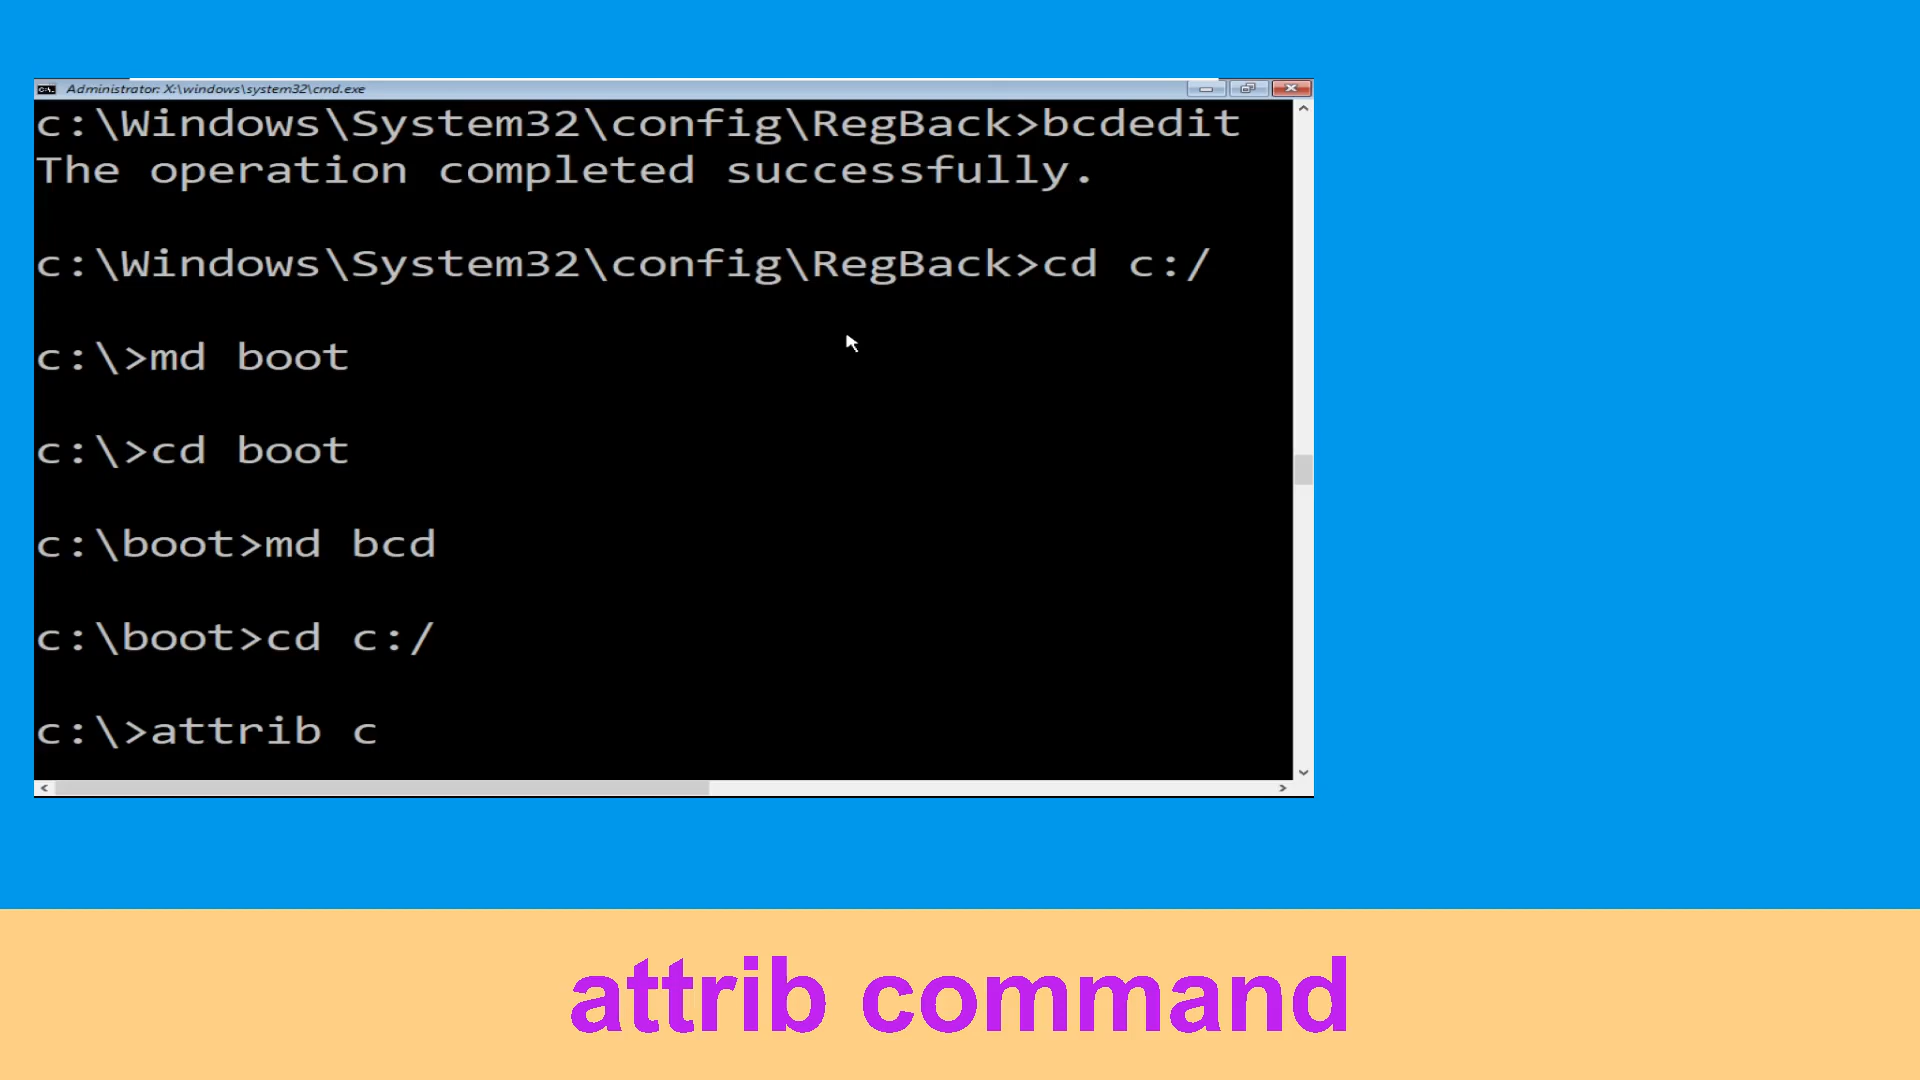 Administrator: X:\windows\system32\cmd.exe
c:\Windows\System32\config\RegBack>bcdedit
The operation completed successfully.
c:\Windows\System32\config\RegBack>cd c:/
c:\>md boot
c:\>cd boot
c:\boot>md bcd
c:\boot>cd c:/
c:\>attrib c
attrib command